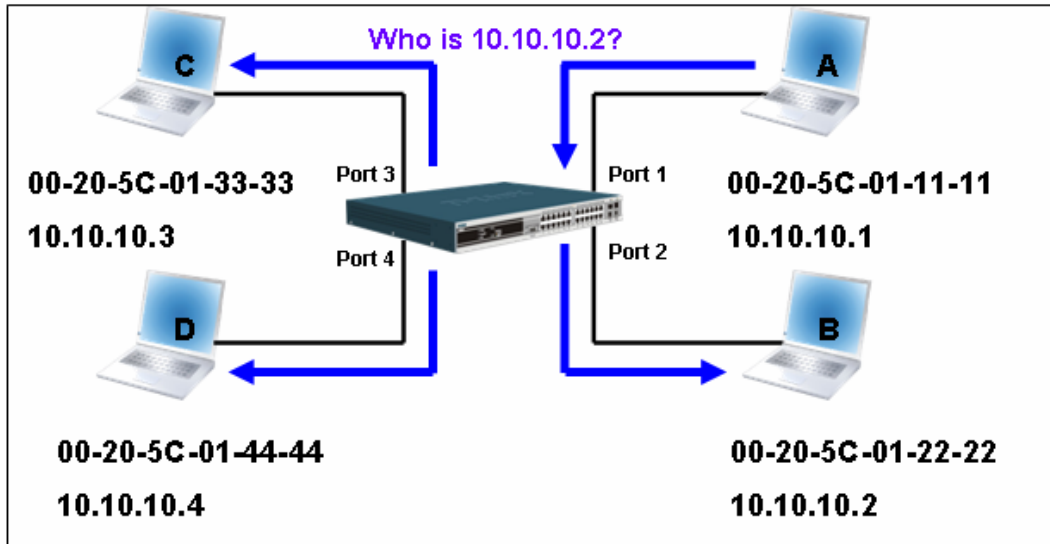 Who is 10.10.10.2?
C
A
00-20-5C-01-33-33
10.10.10.3
Port 3
Port 1
00-20-5C-01-11-11
10.10.10.1
Port 4
Port 2
D
B
00-20-5C-01-44-44
10.10.10.4
00-20-5C-01-22-22
10.10.10.2